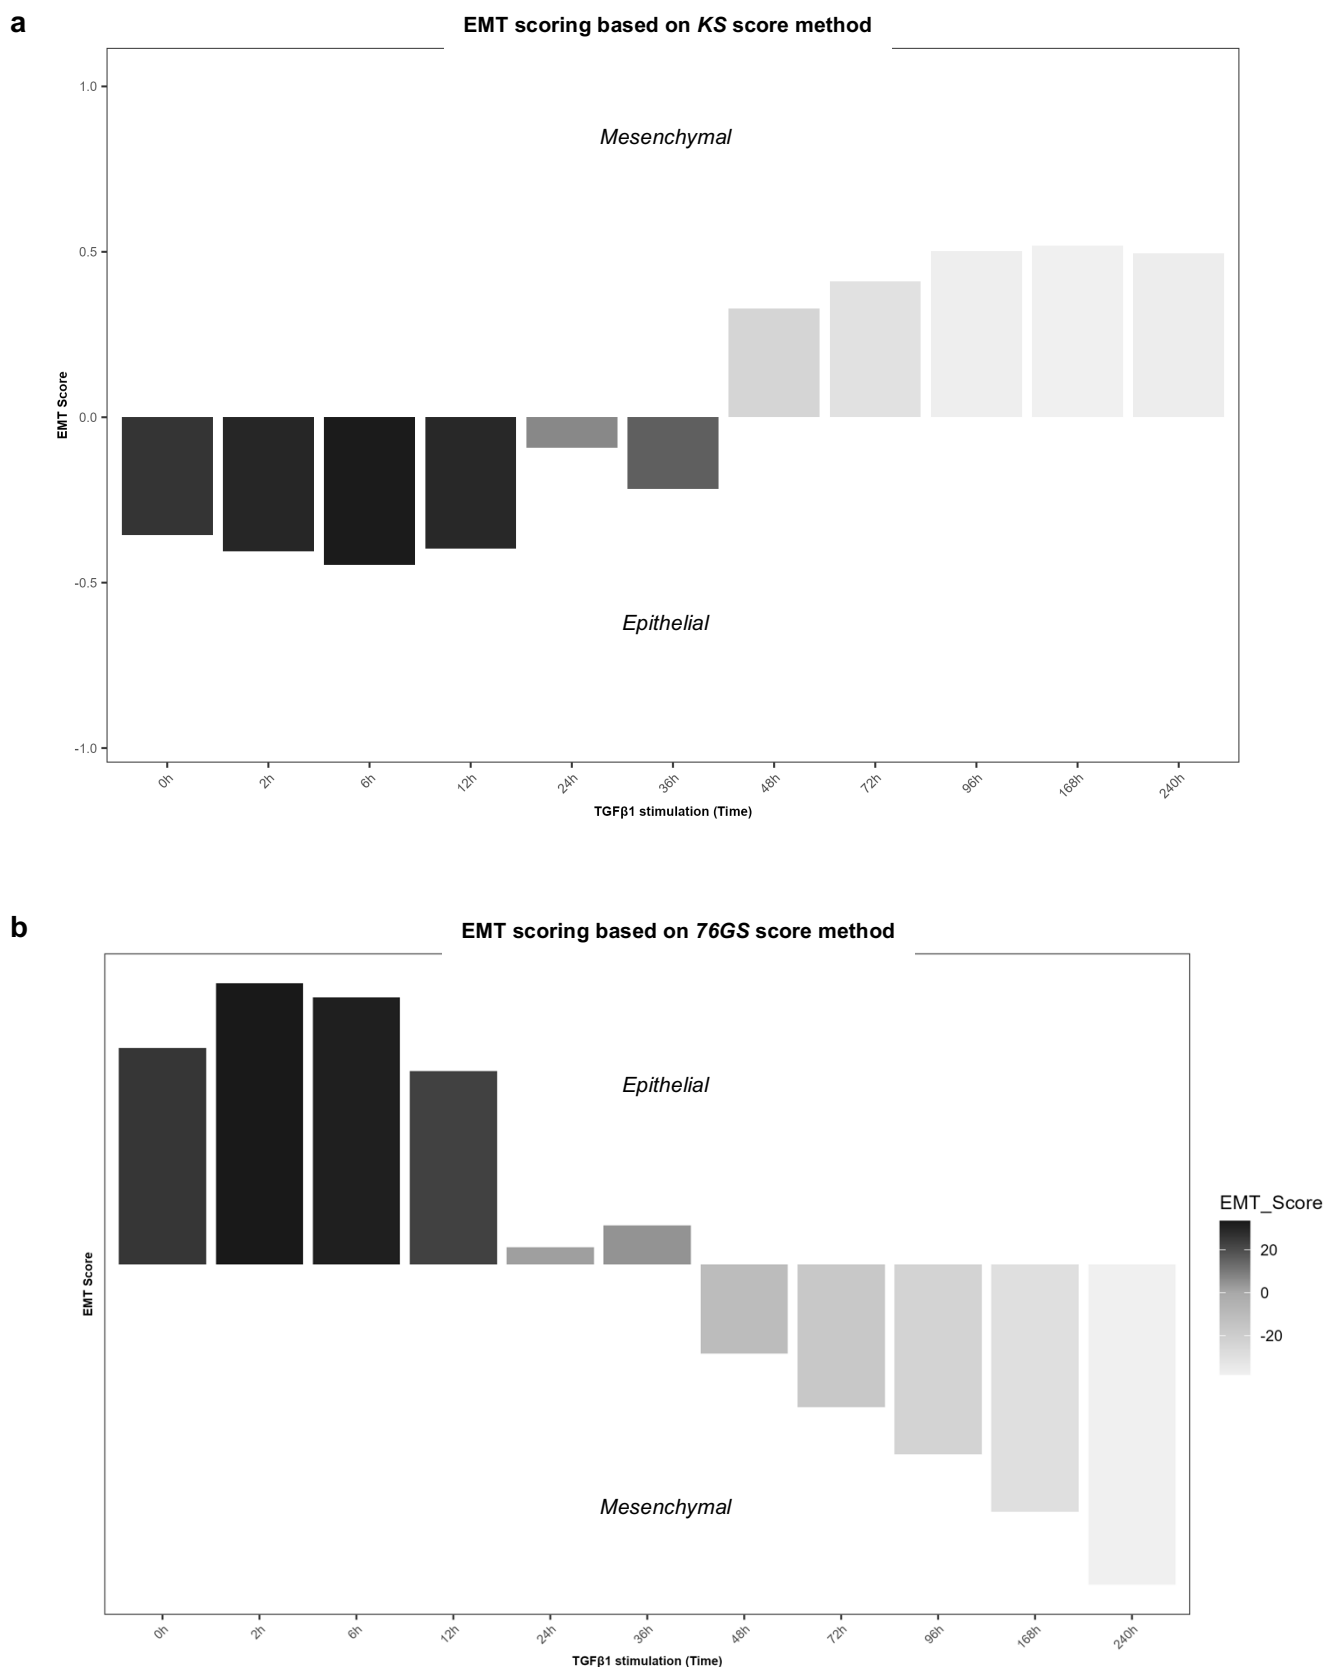 a
EMT scoring based on KS score method
1.0
Mesenchymal
0.5
EMT Score
0.0
-0.5
Epithelial
-1.0
0h 2h 6h 12h 24h 36h 48h 72h 96h 168h 240h
TGFβ1 stimulation (Time)
b
EMT scoring based on 76GS score method
Epithelial
EMT Score
EMT_Score
20
0
-20
Mesenchymal
0h 2h 6h 12h 24h 36h 48h 72h 96h 168h 240h
TGFβ1 stimulation (Time)